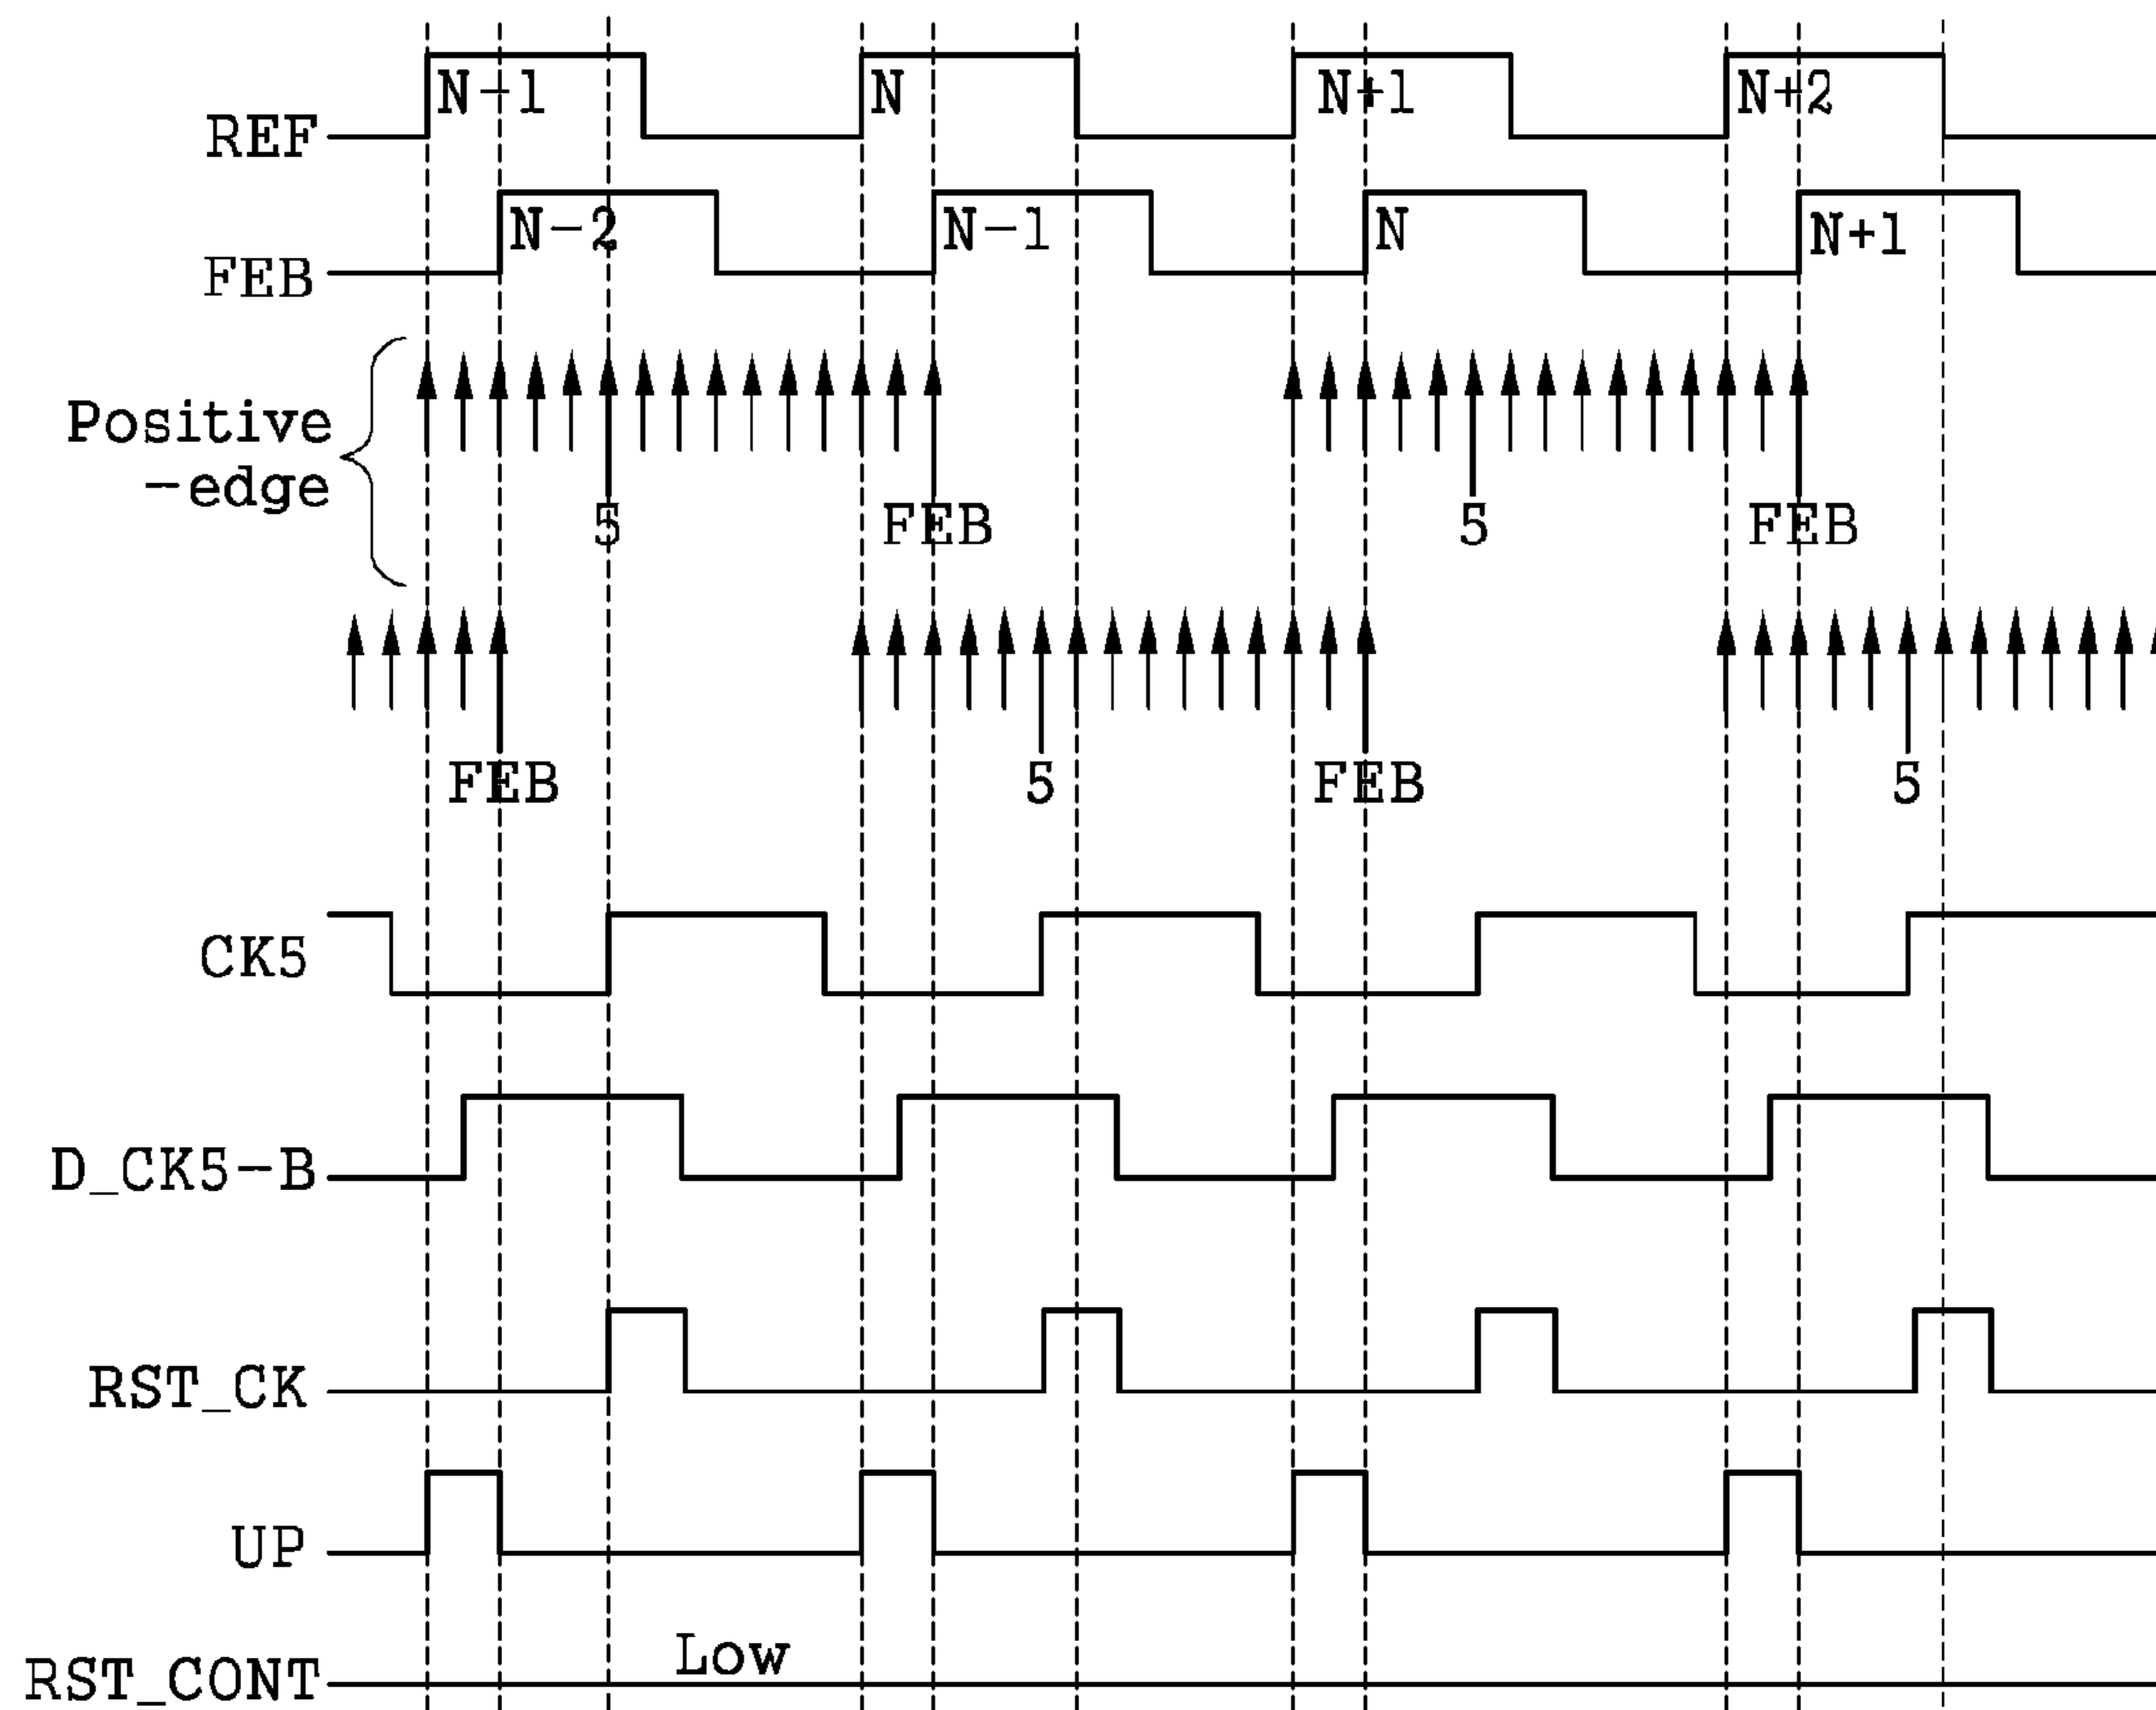 N-1 N N+1 N+2
REF
N-2 N-1 N N+1
FEB
Positive
-edge
5 FEB 5 FEB
FEB 5 FEB 5
CK5
D_CK5-B
RST_CK
UP
Low
RST_CONT